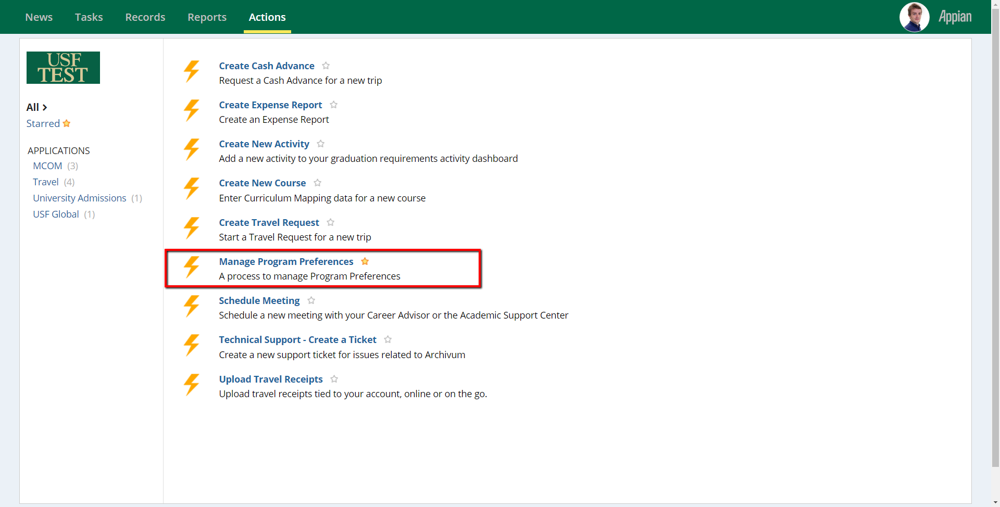 News Tasks Records Reports Actions
Appian
USF
TEST
All
Starred
APPLICATIONS
MCOM (3)
Travel (4)
University Admissions (1)
USF Global (1)
Create Cash Advance
Request a Cash Advance for a new trip
Create Expense Report
Create an Expense Report
Create New Activity
Add a new activity to your graduation requirements activity dashboard
Create New Course
Enter Curriculum Mapping data for a new course
Create Travel Request
Start a Travel Request for a new trip
Manage Program Preferences
A process to manage Program Preferences
Schedule Meeting
Schedule a new meeting with your Career Advisor or the Academic Support Center
Technical Support - Create a Ticket
Create a new support ticket for issues related to Archivum
Upload Travel Receipts
Upload travel receipts tied to your account, online or on the go.